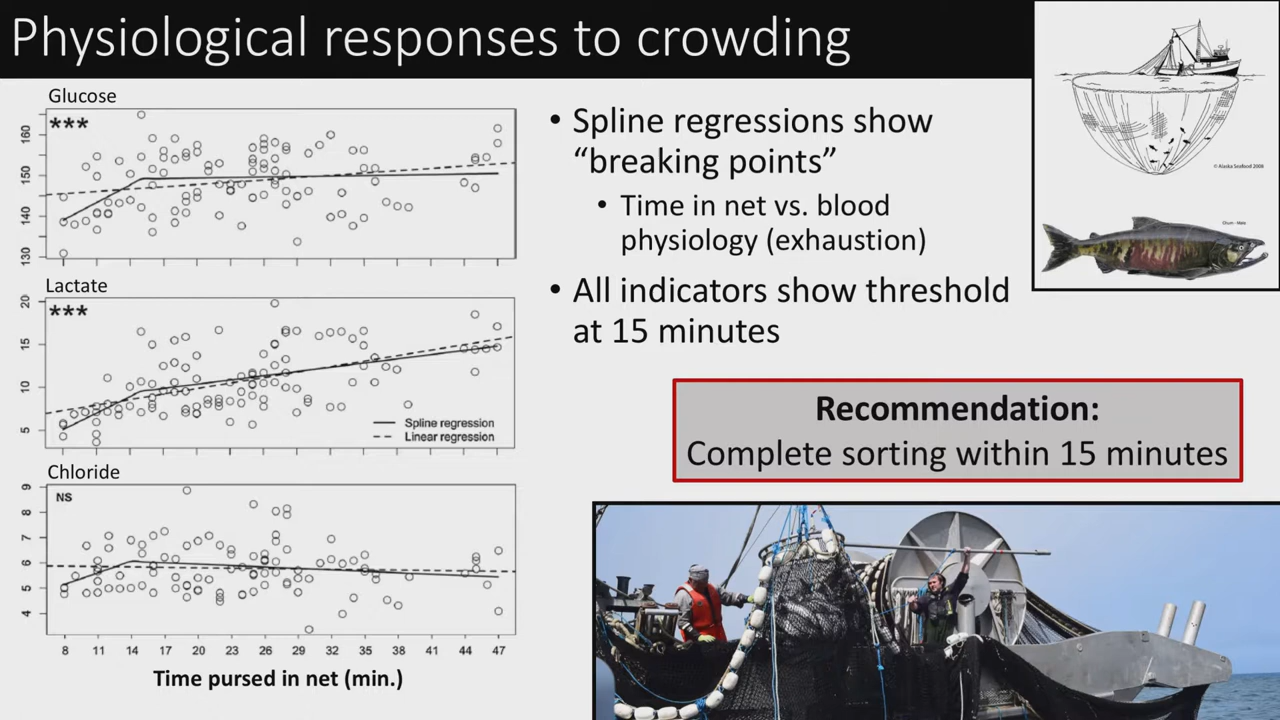 Physiological responses to crowding
Glucose
***
160
150
140
130
Lactate
***
20
15
10
5
Spline regression
Linear regression
Chloride
NS
9
8
7
6
5
4
8 11 14 17 20 23 26 29 32 35 38 41 44 47
Time pursed in net (min.)
• Spline regressions show
“breaking points”
• Time in net vs. blood
physiology (exhaustion)
• All indicators show threshold
at 15 minutes
Recommendation:
Complete sorting within 15 minutes
© Alaska Seafood 2008
Chum - Male